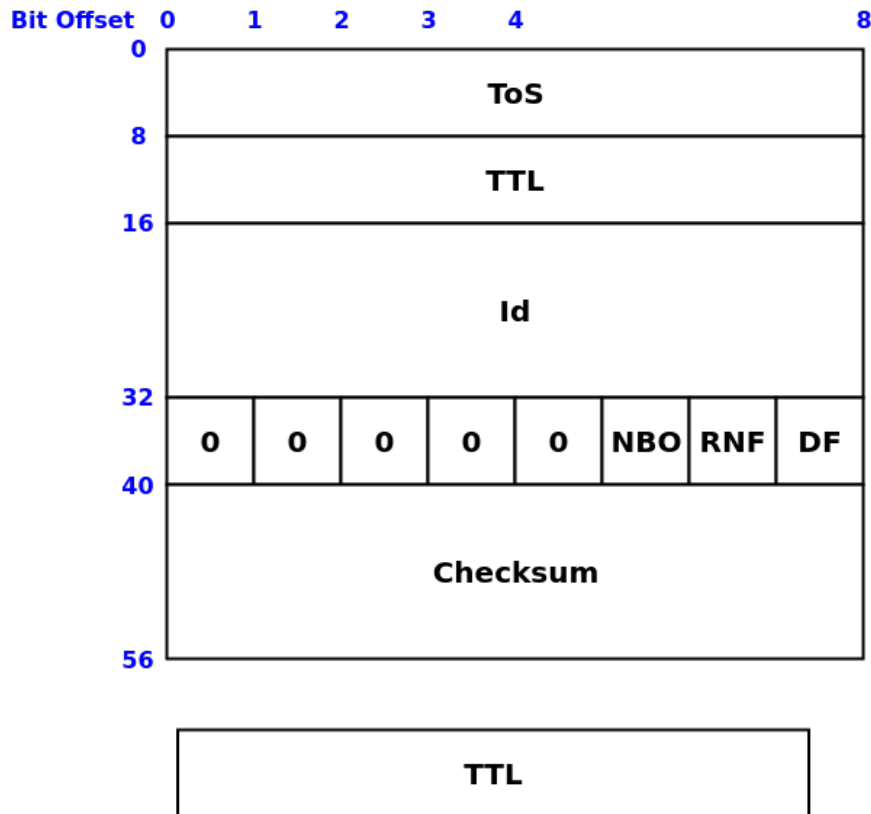 Bit Offset 0 1 2 3 4 8
0
ToS
8
TTL
16
Id
32
0 0 0 0 0 NBO RNF DF
40
Checksum
56
TTL